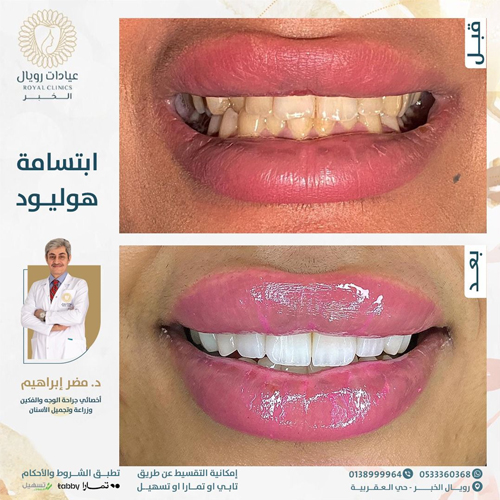 عيادات رويال
ROYAL CLINICS
الخبر
ابتسامة
هوليود
قبل
بعد
د. مضر إبراهيم
أخصائي جراحة الوجه والفكين
وزراعة وتجميل الأسنان
تطبق الشروط والأحكام
تسهيل tabby تمارا
إمكانية التقسيط عن طريق
تابي او تمارا او تسهيل
0138999964 0533360368
رويال الخبر - حي العقربية